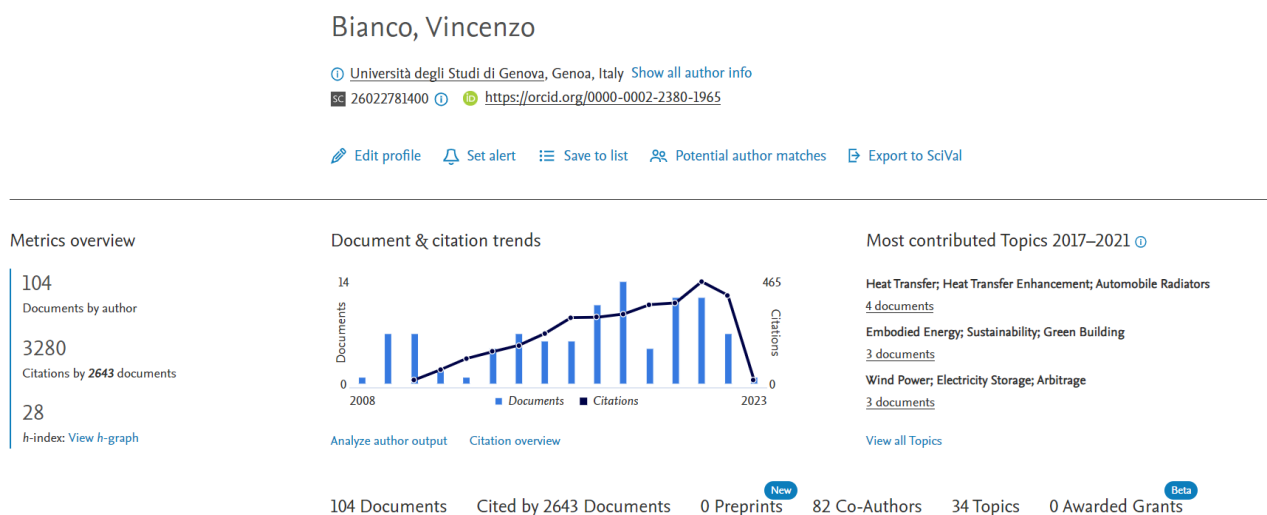 Bianco, Vincenzo
Università degli Studi di Genova, Genoa, Italy Show all author info
SC 26022781400 iD https://orcid.org/0000-0002-2380-1965
Edit profile Set alert Save to list Potential author matches Export to SciVal
Metrics overview
104
Documents by author
3280
Citations by 2643 documents
28
h-index: View h-graph
Document & citation trends
14
465
Documents
Citations
0
0
2008
2023
Documents Citations
Analyze author output Citation overview
Most contributed Topics 2017–2021
Heat Transfer; Heat Transfer Enhancement; Automobile Radiators
4 documents
Embodied Energy; Sustainability; Green Building
3 documents
Wind Power; Electricity Storage; Arbitrage
3 documents
View all Topics
New
Beta
104 Documents Cited by 2643 Documents 0 Preprints 82 Co-Authors 34 Topics 0 Awarded Grants